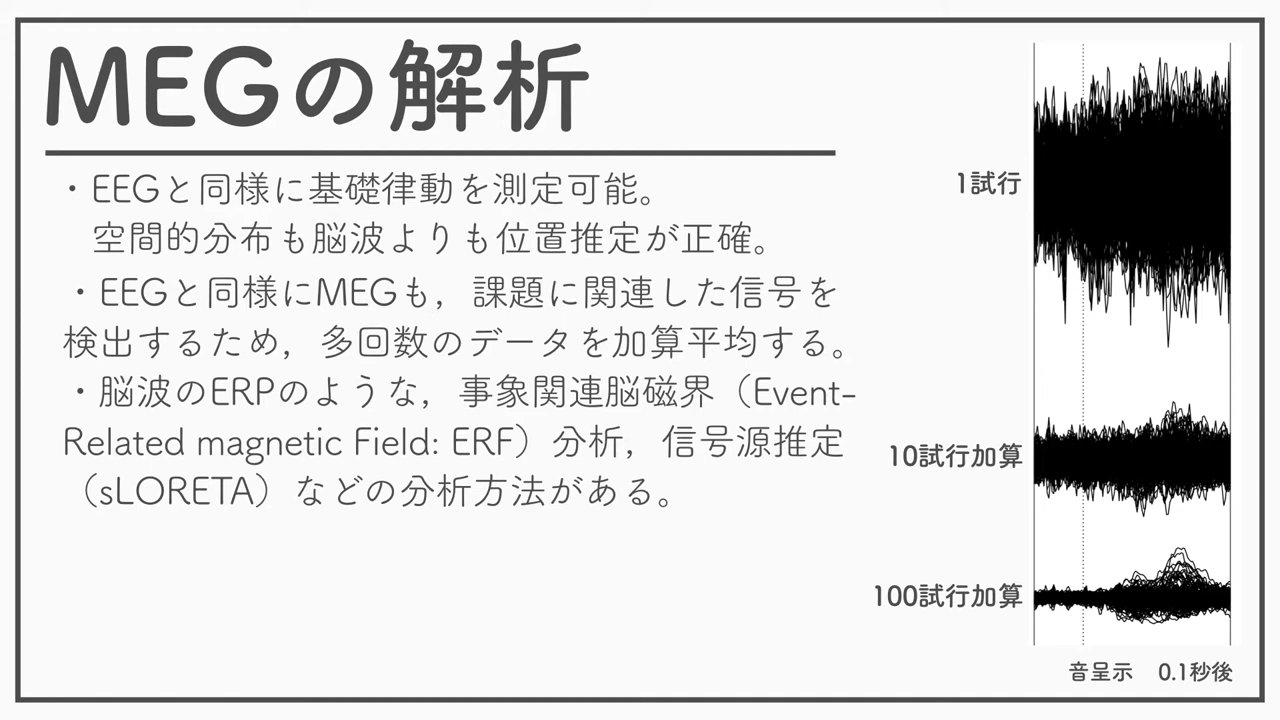 MEGの解析
・EEGと同様に基礎律動を測定可能。
空間的分布も脳波よりも位置推定が正確。
・EEGと同様にMEGも，課題に関連した信号を
検出するため，多回数のデータを加算平均する。
・脳波のERPのような，事象関連脳磁界（Event-
Related magnetic Field: ERF）分析，信号源推定
（sLORETA）などの分析方法がある。
1試行
10試行加算
100試行加算
音呈示 0.1秒後